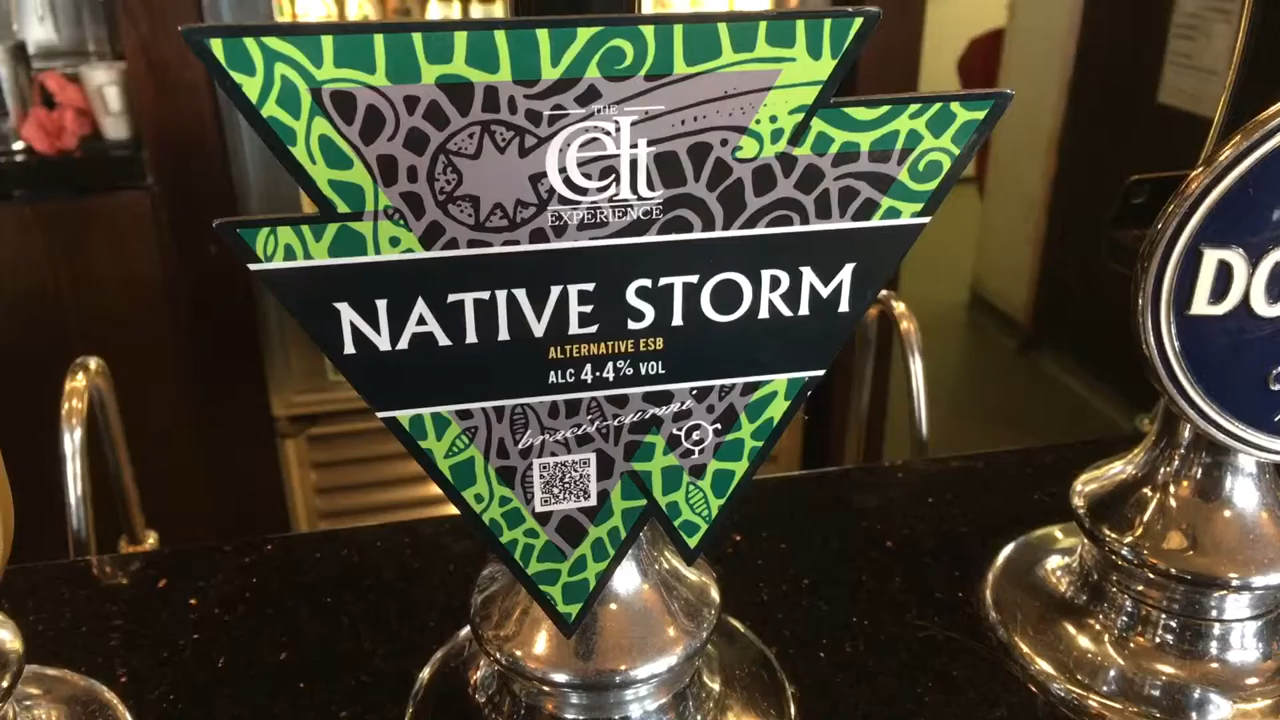 THE
Celt
EXPERIENCE
NATIVE STORM
ALTERNATIVE ESB
ALC 4.4% VOL
bracis-curmi